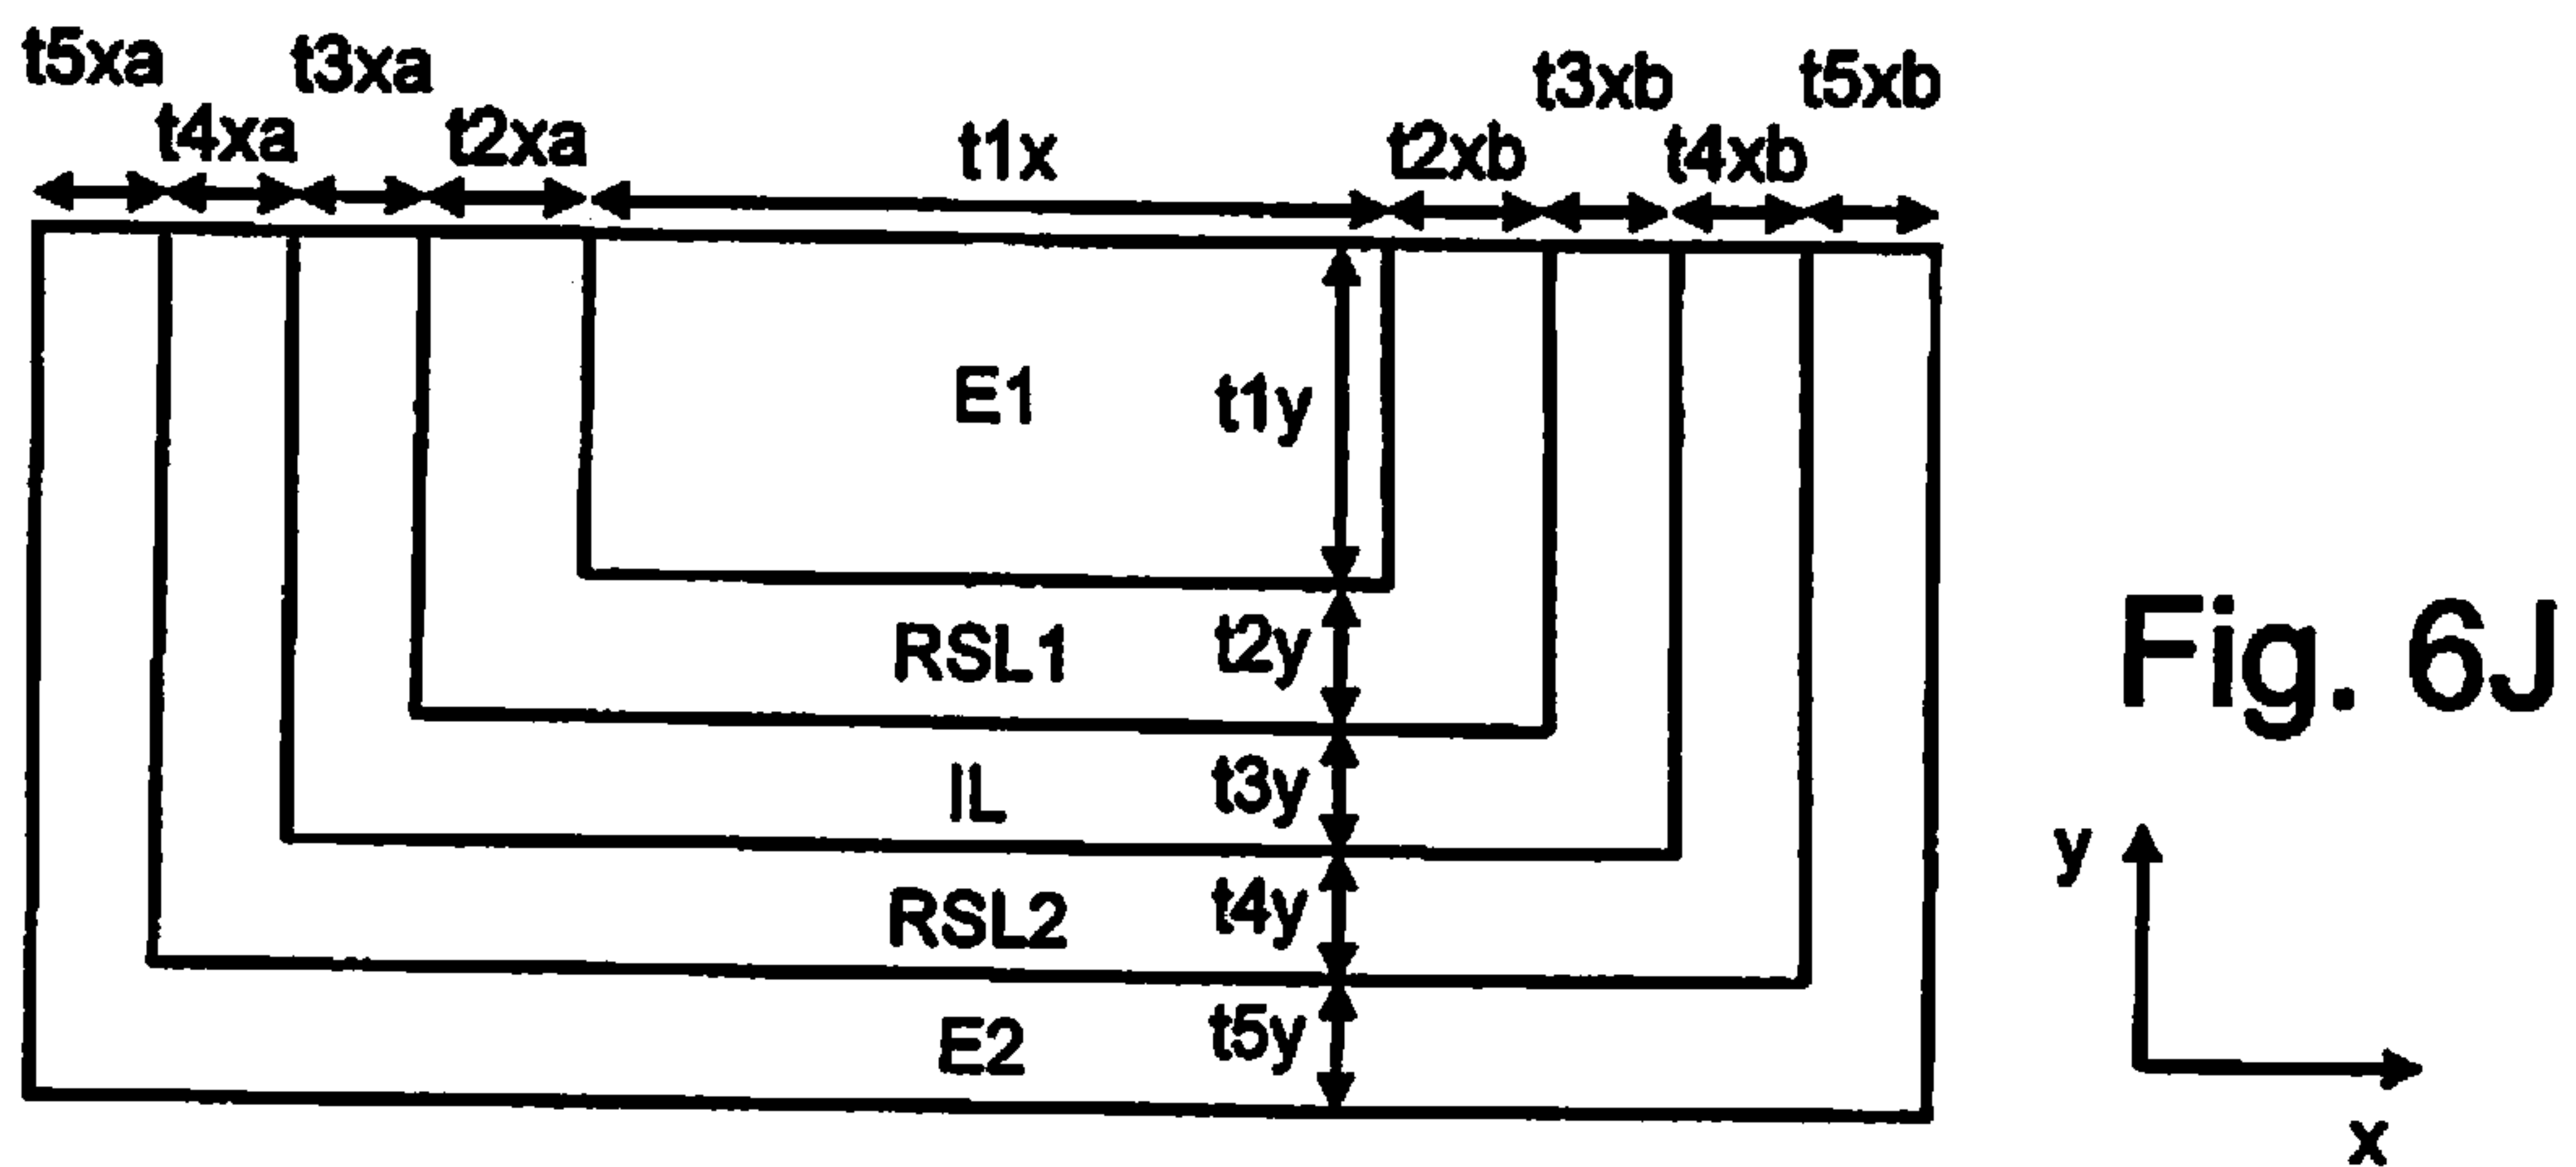 t5xa t3xa t3xb t5xb
t4xa t2xa t1x t2xb t4xb
E1 t1y
RSL1 t2y
IL t3y
RSL2 t4y
E2 t5y
Fig. 6J
y
x